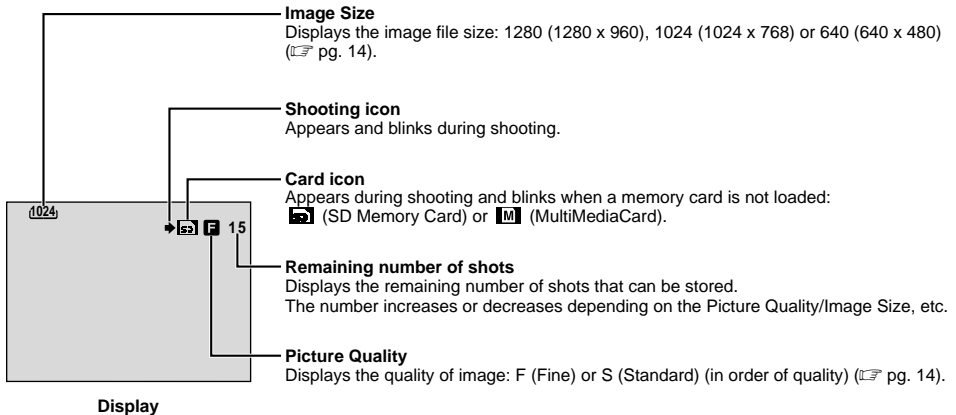 Image Size
Displays the image file size: 1280 (1280 x 960), 1024 (1024 x 768) or 640 (640 x 480)
(☞ pg. 14).
Shooting icon
Appears and blinks during shooting.
Card icon
Appears during shooting and blinks when a memory card is not loaded:
SD (SD Memory Card) or M (MultiMediaCard).
1024
SD F 15
Remaining number of shots
Displays the remaining number of shots that can be stored.
The number increases or decreases depending on the Picture Quality/Image Size, etc.
Picture Quality
Displays the quality of image: F (Fine) or S (Standard) (in order of quality) (☞ pg. 14).
Display